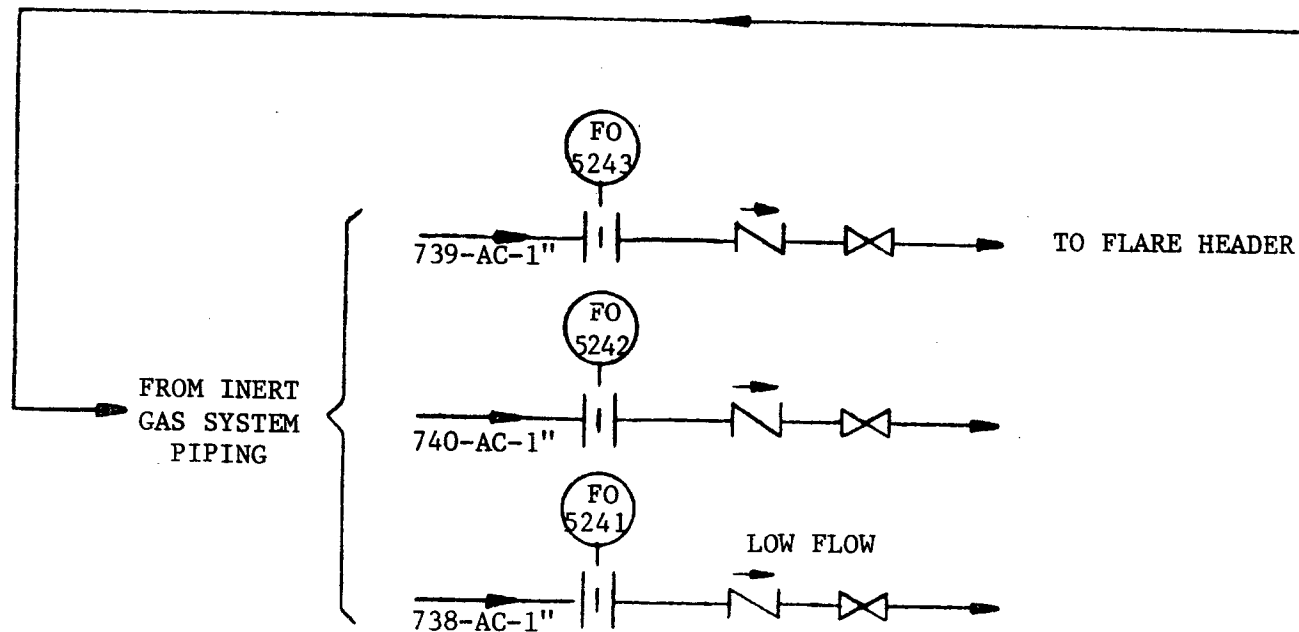 FO
5243
739-AC-1"
TO FLARE HEADER
FO
5242
FROM INERT
GAS SYSTEM
PIPING
740-AC-1"
FO
5241
LOW FLOW
738-AC-1"